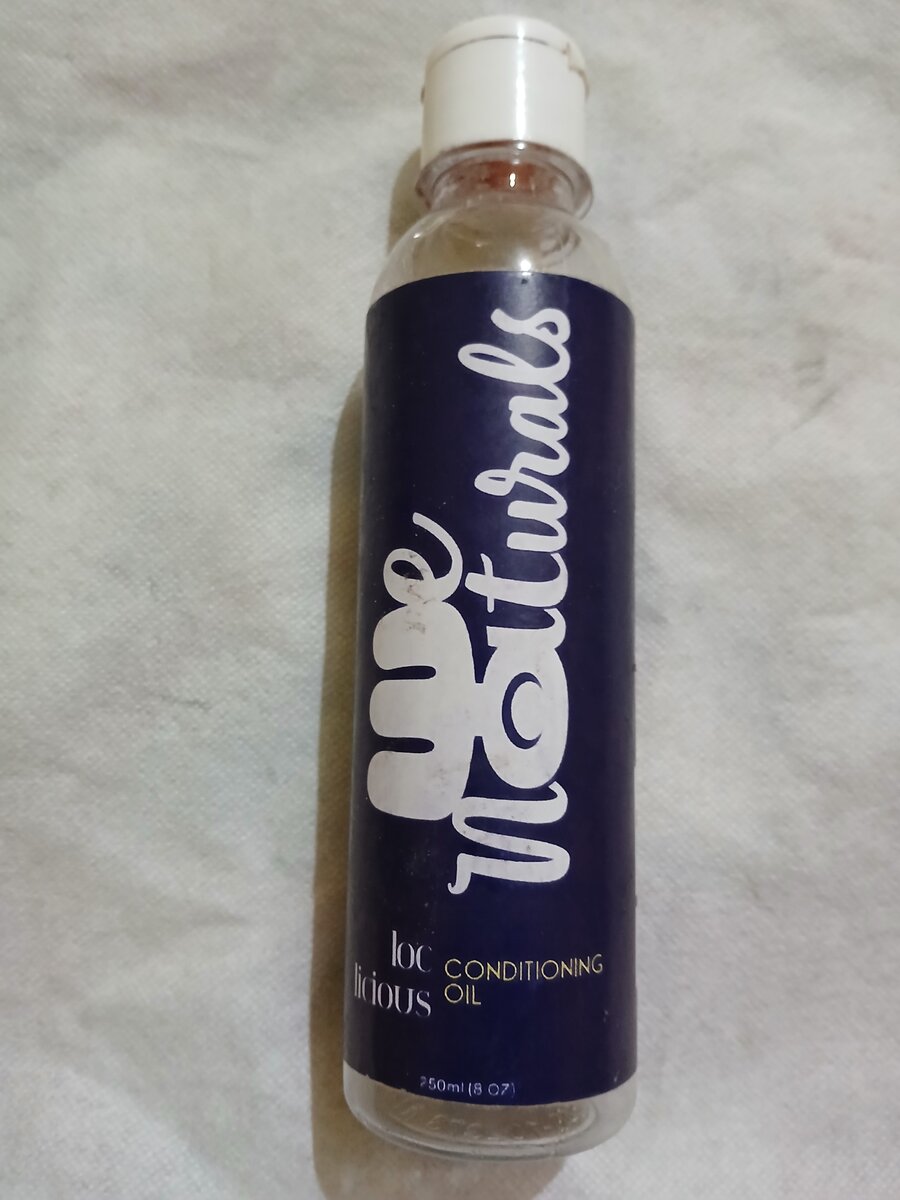 We
Naturals
loc
licious
CONDITIONING
OIL
250ml (8 OZ)